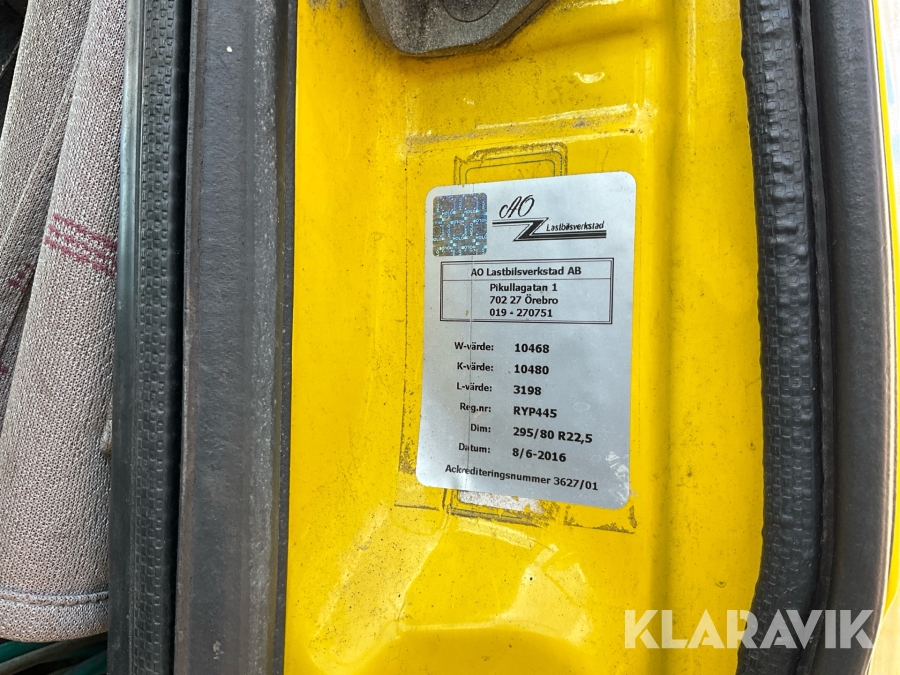 KLARAVIK
AO
Lastbilsverkstad
AO Lastbilsverkstad AB
Pikullagatan 1
702 27 Örebro
019 - 270751
W-värde: 10468
K-värde: 10480
L-värde: 3198
Reg.nr: RYP445
Dim: 295/80 R22,5
Datum: 8/6-2016
Ackrediteringsnummer 3627/01
KLARAVIK